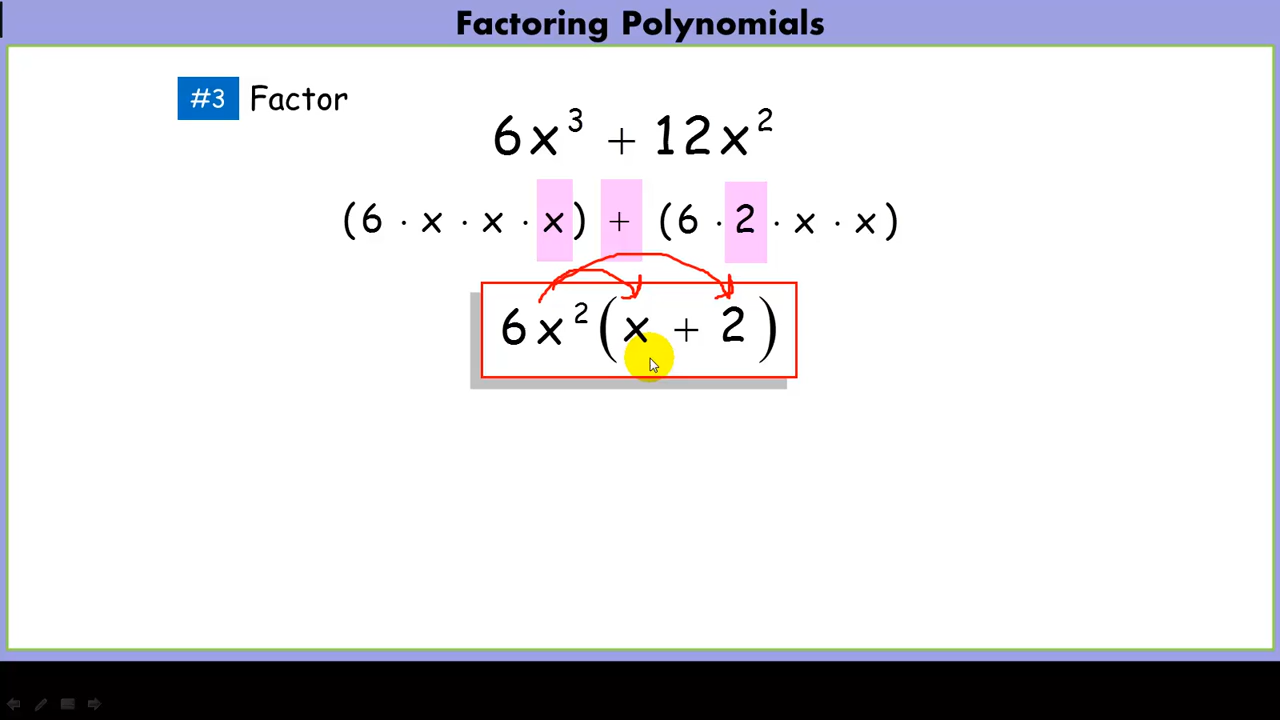 Factoring Polynomials
#3 Factor
6x³ + 12x²
(6 · x · x · x) + (6 · 2 · x · x)
6x²(x + 2)